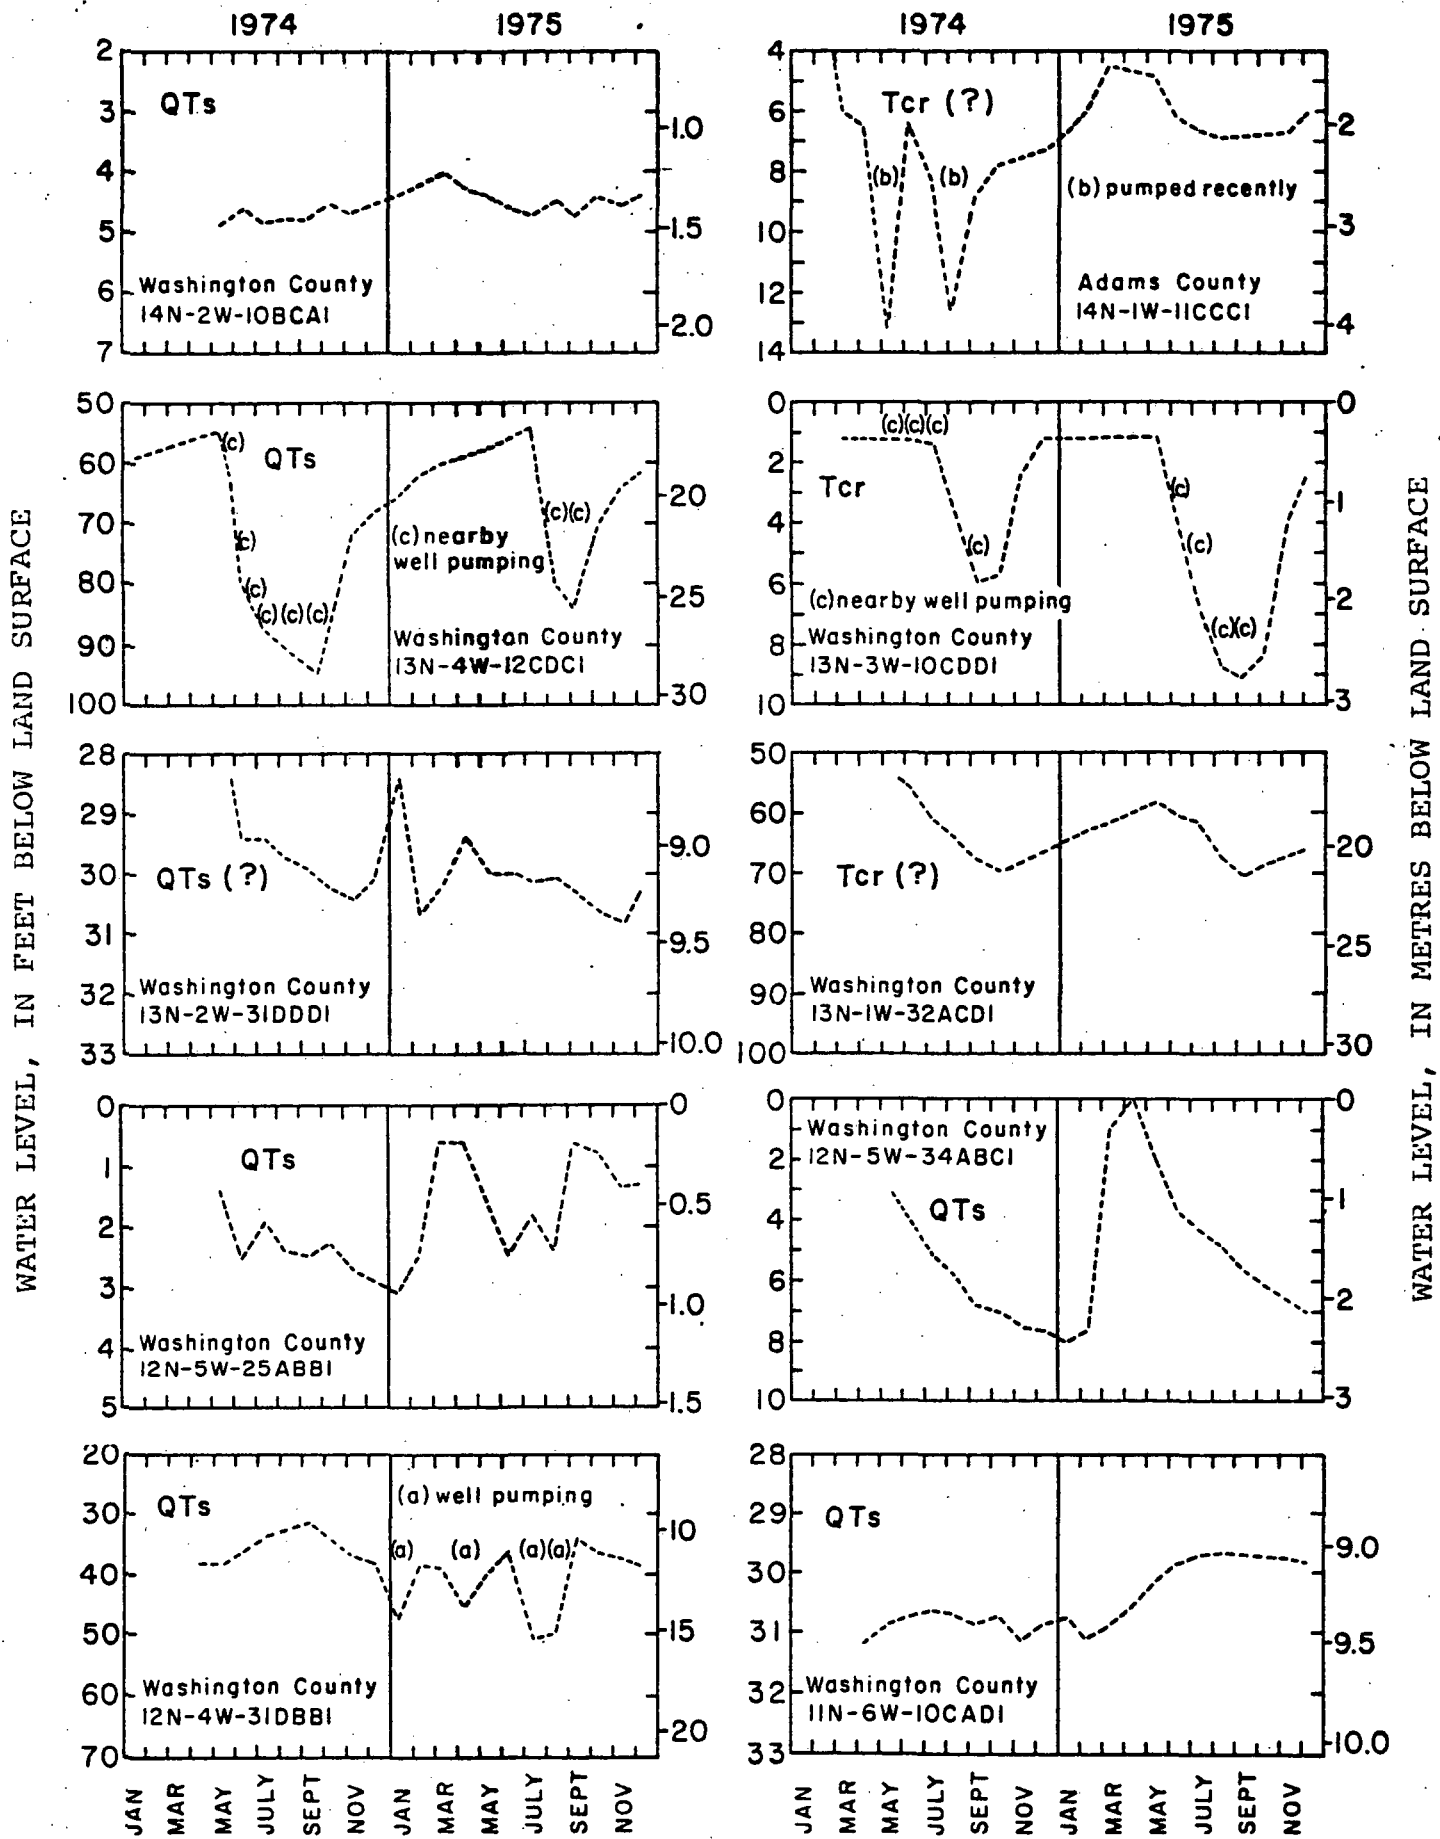 1974 1975
2
3
4
5
6
7
QTs
1.0
1.5
2.0
Washington County
14N-2W-10BCA1
1974 1975
4
6
8
10
12
14
Tcr (?)
(b) (b)
(b) pumped recently
2
3
4
Adams County
14N-1W-11CCC1
50
60
70
80
90
100
(c)
QTs
(c)
(c)
(c)(c)(c)
(c)(c)
(c) nearby
well pumping
20
25
30
Washington County
13N-4W-12CDC1
0
2
4
6
8
10
(c)(c)(c)
Tcr
(c)
(c)
(c)
(c)(c)
(c) nearby well pumping
0
1
2
3
Washington County
13N-3W-10CDD1
28
29
30
31
32
33
QTs (?)
9.0
9.5
10.0
Washington County
13N-2W-31DDD1
50
60
70
80
90
100
Tcr (?)
20
25
30
Washington County
13N-1W-32ACD1
0
1
2
3
4
5
QTs
0
0.5
1.0
1.5
Washington County
12N-5W-25ABB1
0
2
4
6
8
10
Washington County
12N-5W-34ABC1
QTs
0
1
2
3
20
30
40
50
60
70
QTs
(a) well pumping
(a) (a) (a)(a)
10
15
20
Washington County
12N-4W-31DBB1
28
29
30
31
32
33
QTs
9.0
9.5
10.0
Washington County
11N-6W-10CAD1
JAN MAR MAY JULY SEPT NOV JAN MAR MAY JULY SEPT NOV
JAN MAR MAY JULY SEPT NOV JAN MAR MAY JULY SEPT NOV
WATER LEVEL, IN FEET BELOW LAND SURFACE
WATER LEVEL, IN METRES BELOW LAND SURFACE